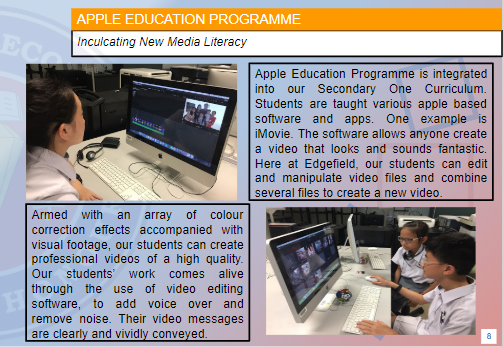 APPLE EDUCATION PROGRAMME
Inculcating New Media Literacy
Apple Education Programme is integrated
into our Secondary One Curriculum.
Students are taught various apple based
software and apps. One example is
iMovie. The software allows anyone create
a video that looks and sounds fantastic.
Here at Edgefield, our students can edit
and manipulate video files and combine
several files to create a new video.
Armed with an array of colour
correction effects accompanied with
visual footage, our students can create
professional videos of a high quality.
Our students' work comes alive
through the use of video editing
software, to add voice over and
remove noise. Their video messages
are clearly and vividly conveyed.
8